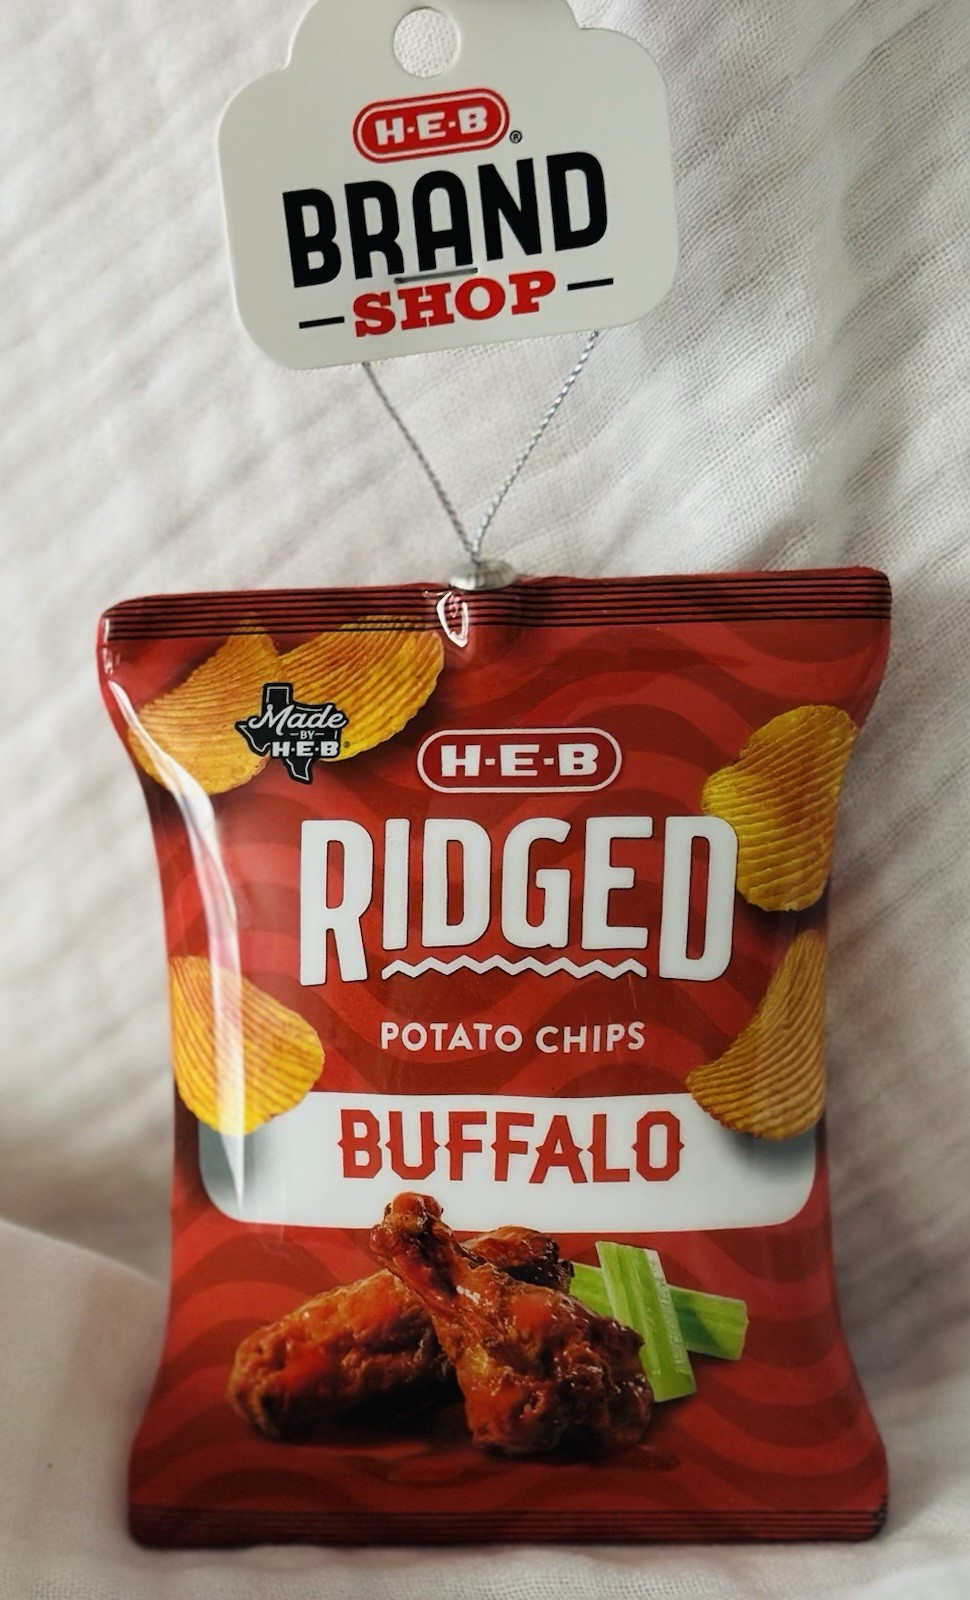 H-E-B®
BRAND
SHOP
Made
BY
H-E-B®
H-E-B
RIDGED
POTATO CHIPS
BUFFALO